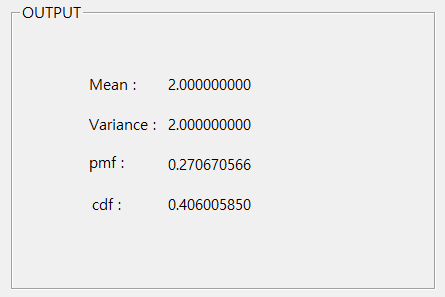 OUTPUT
Mean : 2.000000000
Variance : 2.000000000
pmf : 0.270670566
cdf : 0.406005850